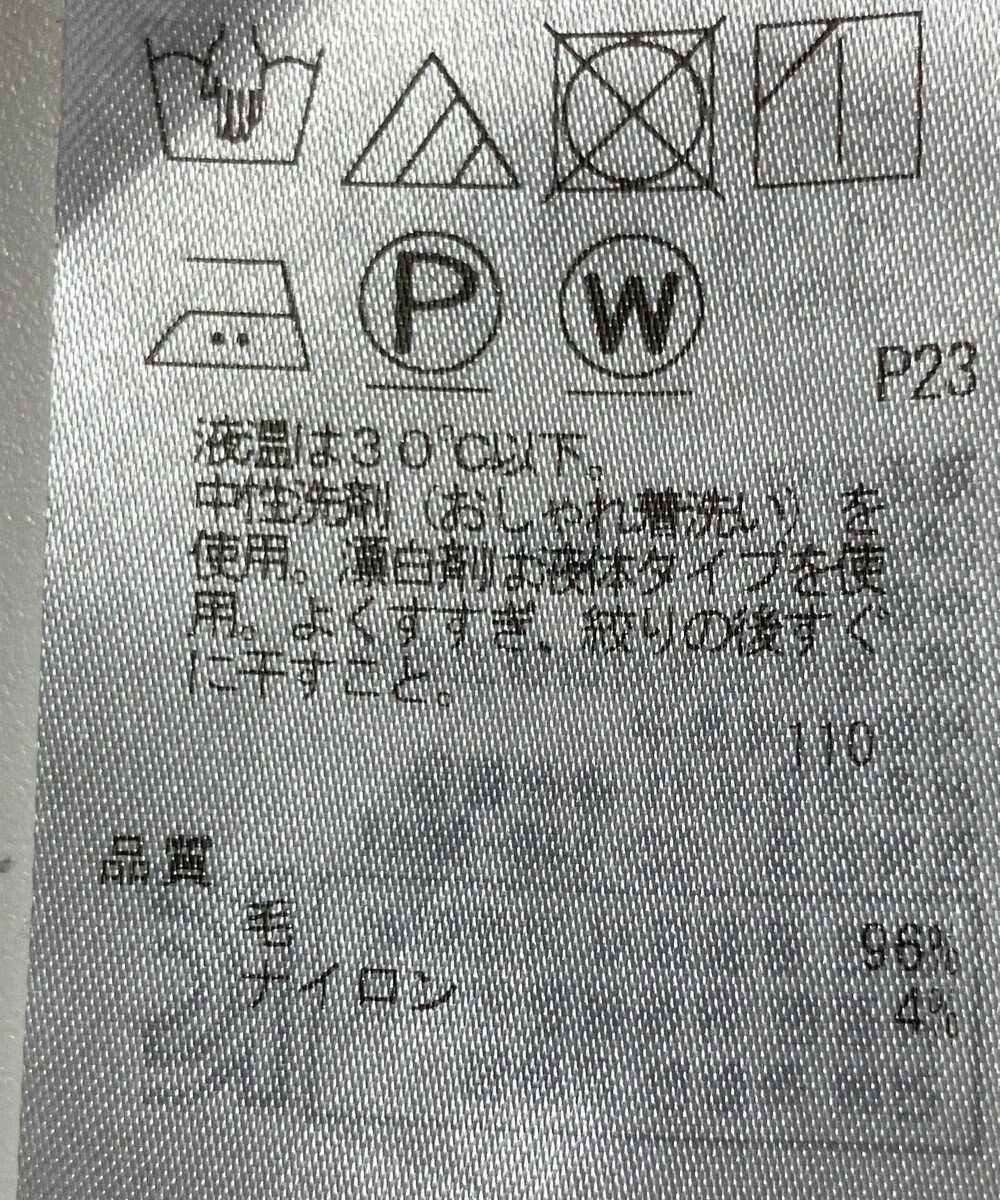 P
W
P23
液温は30℃以下。
中性洗剤（おしゃれ着洗い）を
使用。漂白剤は液体タイプを使
用。よくすすぎ、絞りの後すぐ
に干すこと。
110
品質
毛 96%
ナイロン 4%